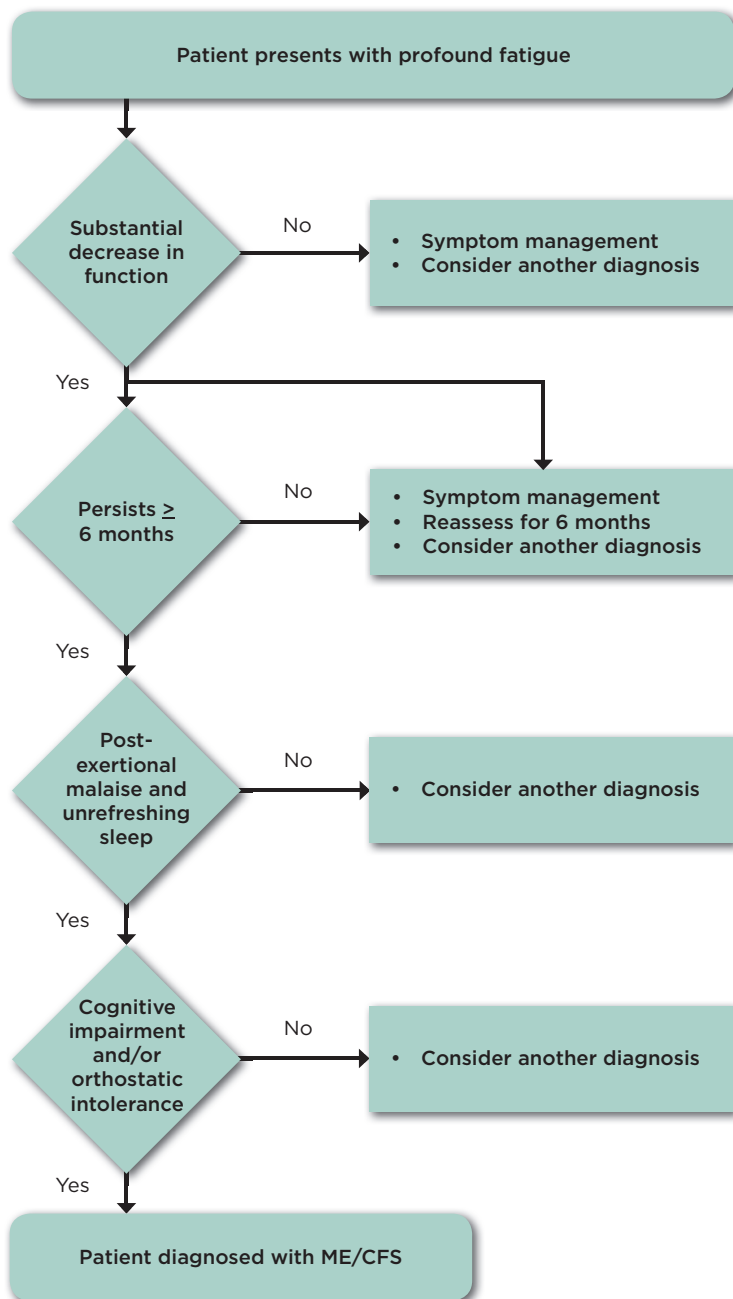 Patient presents with profound fatigue
Substantial
decrease in
function
No
• Symptom management
• Consider another diagnosis
Yes
Persists ≥
6 months
No
• Symptom management
• Reassess for 6 months
• Consider another diagnosis
Yes
Post-
exertional
malaise and
unrefreshing
sleep
No
• Consider another diagnosis
Yes
Cognitive
impairment
and/or
orthostatic
intolerance
No
• Consider another diagnosis
Yes
Patient diagnosed with ME/CFS